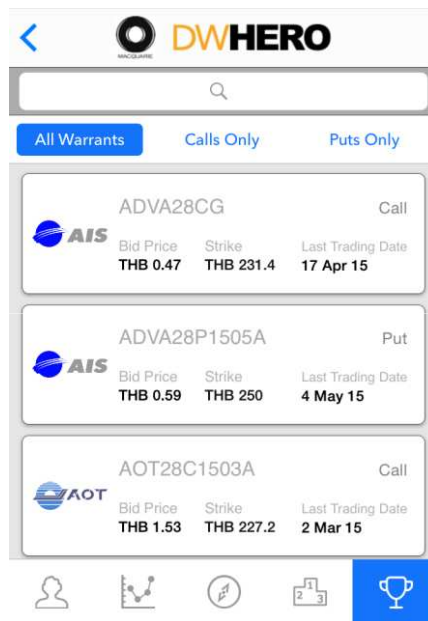 DWHERO
MACQUARIE
All Warrants Calls Only Puts Only
ADVA28CG Call
AIS
Bid Price Strike Last Trading Date
THB 0.47 THB 231.4 17 Apr 15
ADVA28P1505A Put
AIS
Bid Price Strike Last Trading Date
THB 0.59 THB 250 4 May 15
AOT28C1503A Call
AOT
Bid Price Strike Last Trading Date
THB 1.53 THB 227.2 2 Mar 15
2 1 3